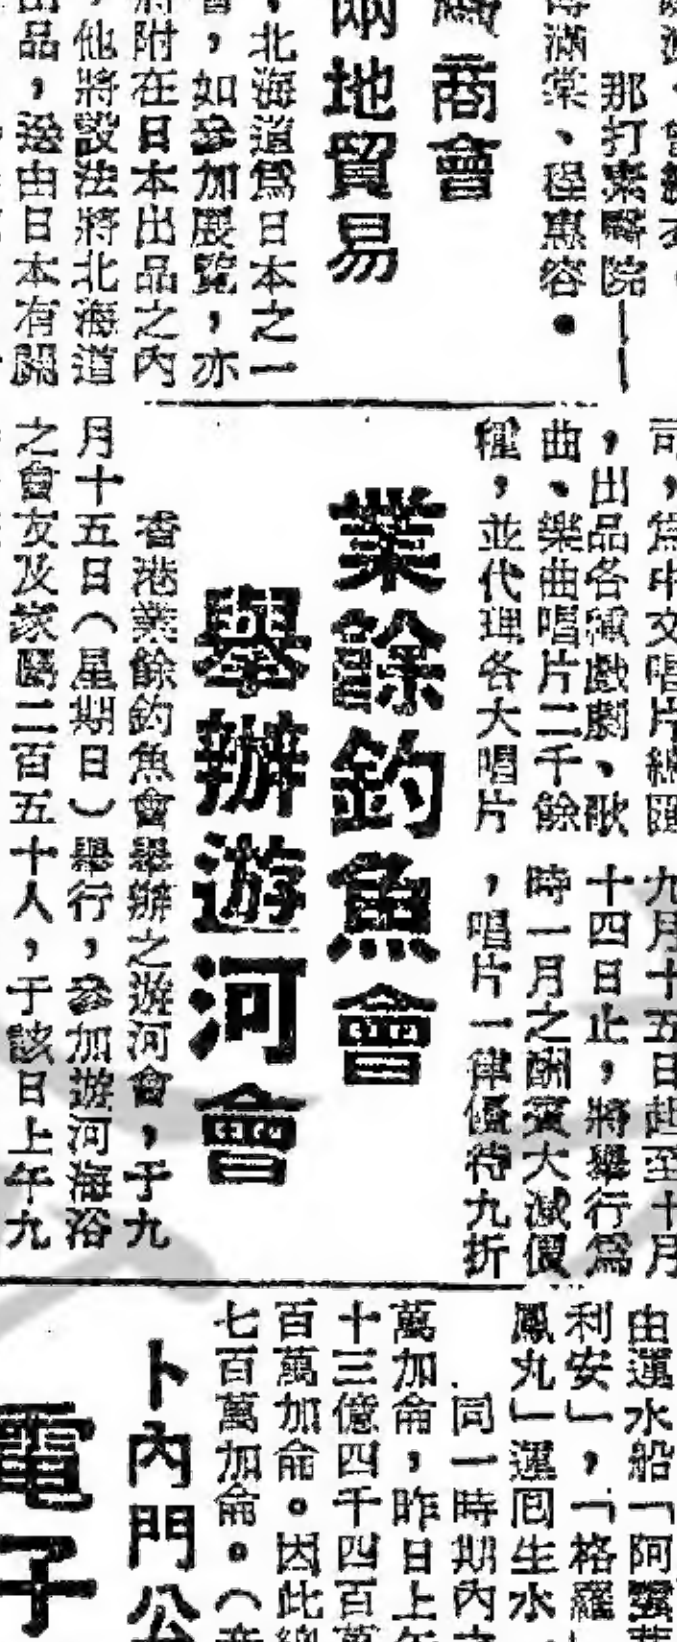 那打素醫院——
滿棠、程惠容。
商會
兩地貿易
，北海道為日本之一
，如參加展覽，亦
將附在日本出品之內
，他將設法將北海道
出品，逕由日本有關
司，為中文唱片總匯
，出品各種戲劇、歌
曲、樂曲唱片二千餘
種，並代理各大唱片
九月十五日起至十月
十四日止，將舉行為
時一月之酬賓大減價
，唱片一律優待九折
業餘釣魚會
舉辦遊河會
香港業餘釣魚會舉辦之遊河會，于九
月十五日（星期日）舉行，參加遊河海浴
之會友及家屬二百五十人，于該日上午九
由運水船「阿
利安」，「格羅
鳳丸」運回生水
同一時期內
萬加侖，昨日上午
十三億四千四百萬
百萬加侖。因此
七百萬加侖。（
卜內門公
電子